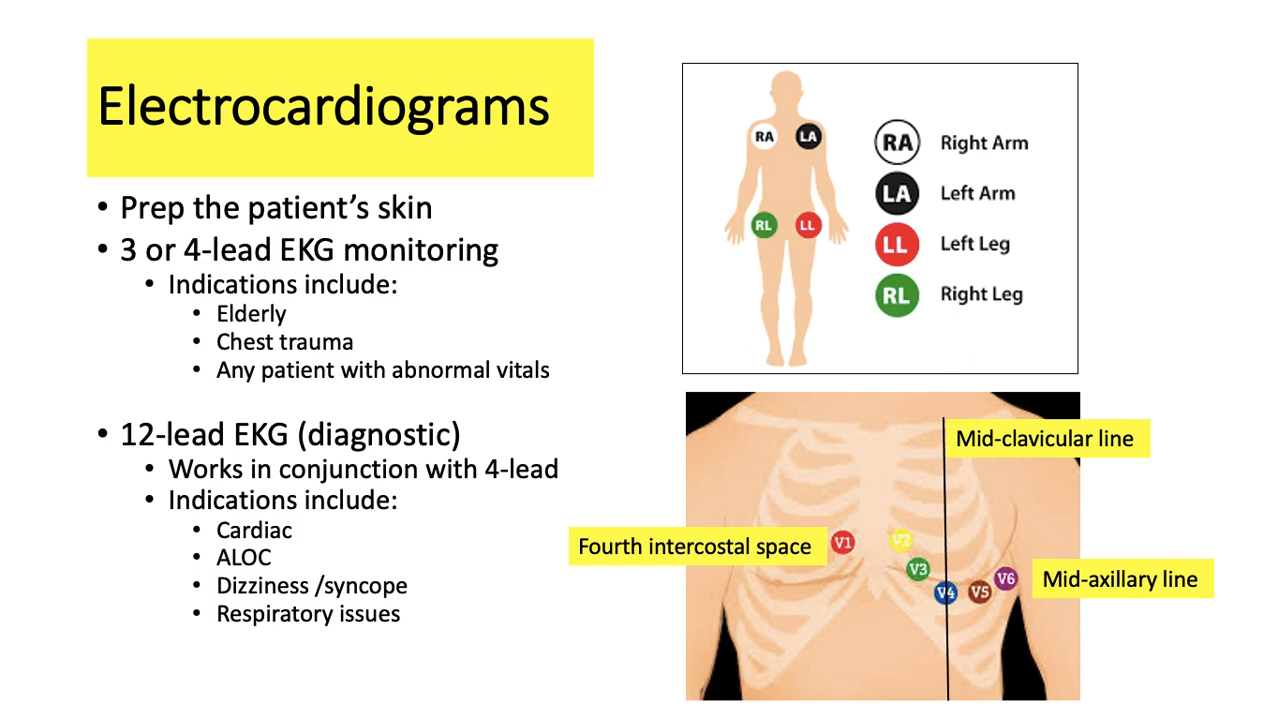 Electrocardiograms
• Prep the patient’s skin
• 3 or 4-lead EKG monitoring
• Indications include:
• Elderly
• Chest trauma
• Any patient with abnormal vitals
• 12-lead EKG (diagnostic)
• Works in conjunction with 4-lead
• Indications include:
• Cardiac
• ALOC
• Dizziness /syncope
• Respiratory issues
RA LA
RL LL
RA Right Arm
LA Left Arm
LL Left Leg
RL Right Leg
Mid-clavicular line
Fourth intercostal space
V1 V2
V3
V4 V5 V6
Mid-axillary line